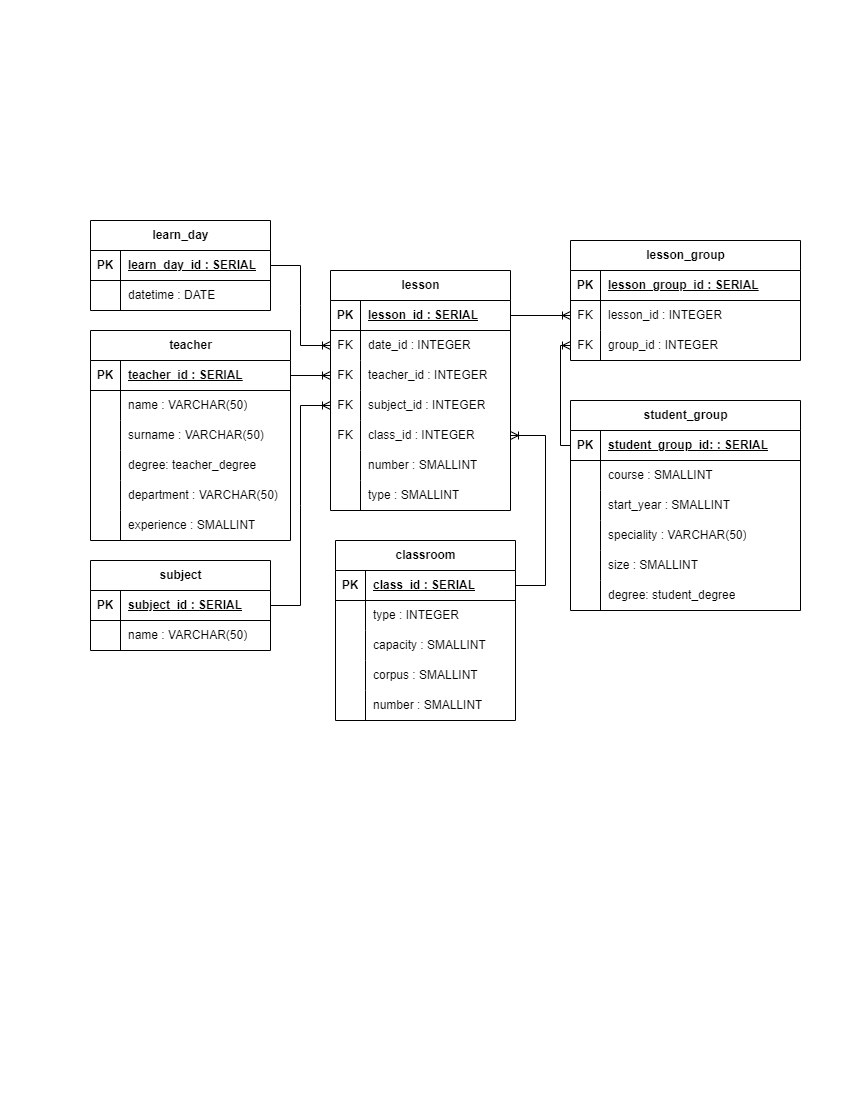 learn_day
PK learn_day_id : SERIAL
datetime : DATE
teacher
PK teacher_id : SERIAL
name : VARCHAR(50)
surname : VARCHAR(50)
degree: teacher_degree
department : VARCHAR(50)
experience : SMALLINT
subject
PK subject_id : SERIAL
name : VARCHAR(50)
lesson
PK lesson_id : SERIAL
FK date_id : INTEGER
FK teacher_id : INTEGER
FK subject_id : INTEGER
FK class_id : INTEGER
number : SMALLINT
type : SMALLINT
classroom
PK class_id : SERIAL
type : INTEGER
capacity : SMALLINT
corpus : SMALLINT
number : SMALLINT
lesson_group
PK lesson_group_id : SERIAL
FK lesson_id : INTEGER
FK group_id : INTEGER
student_group
PK student_group_id: : SERIAL
course : SMALLINT
start_year : SMALLINT
speciality : VARCHAR(50)
size : SMALLINT
degree: student_degree